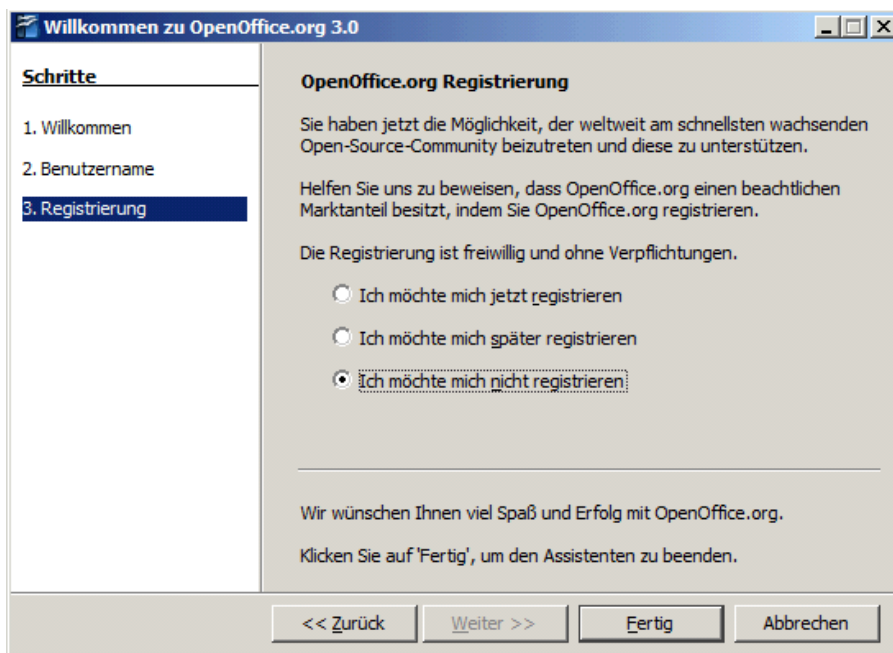 Willkommen zu OpenOffice.org 3.0
Schritte
1. Willkommen
2. Benutzername
3. Registrierung
OpenOffice.org Registrierung
Sie haben jetzt die Möglichkeit, der weltweit am schnellsten wachsenden
Open-Source-Community beizutreten und diese zu unterstützen.
Helfen Sie uns zu beweisen, dass OpenOffice.org einen beachtlichen
Marktanteil besitzt, indem Sie OpenOffice.org registrieren.
Die Registrierung ist freiwillig und ohne Verpflichtungen.
Ich möchte mich jetzt registrieren
Ich möchte mich später registrieren
Ich möchte mich nicht registrieren
Wir wünschen Ihnen viel Spaß und Erfolg mit OpenOffice.org.
Klicken Sie auf 'Fertig', um den Assistenten zu beenden.
<< Zurück Weiter >> Fertig Abbrechen